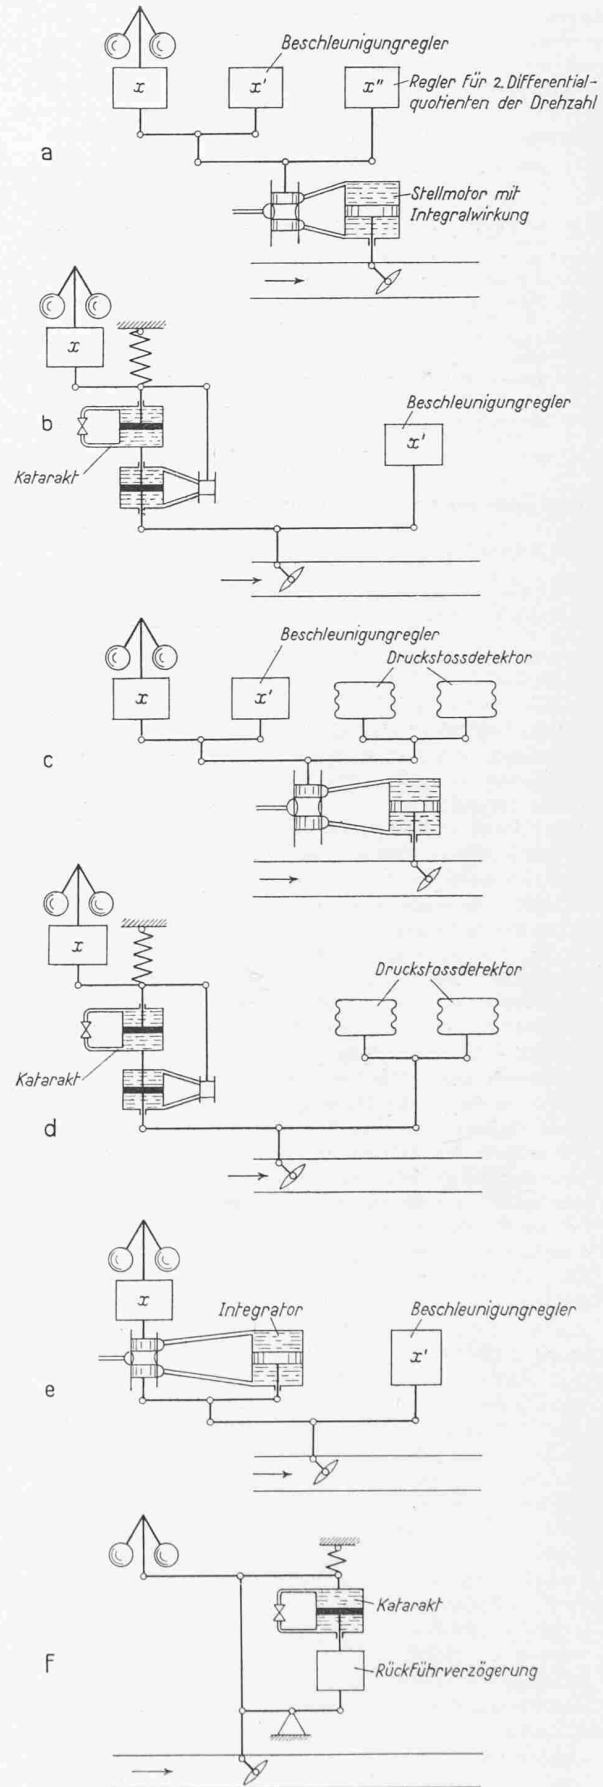 Beschleunigungregler
x
x'
x"
Regler für 2. Differential-
quotienten der Drehzahl
a
Stellmotor mit
Integralwirkung
x
b
Beschleunigungregler
x'
Katarakt
Beschleunigungregler
Druckstossdetektor
x
x'
c
x
Druckstossdetektor
Katarakt
d
x
Integrator
Beschleunigungregler
x'
e
Katarakt
f
Rückführverzögerung